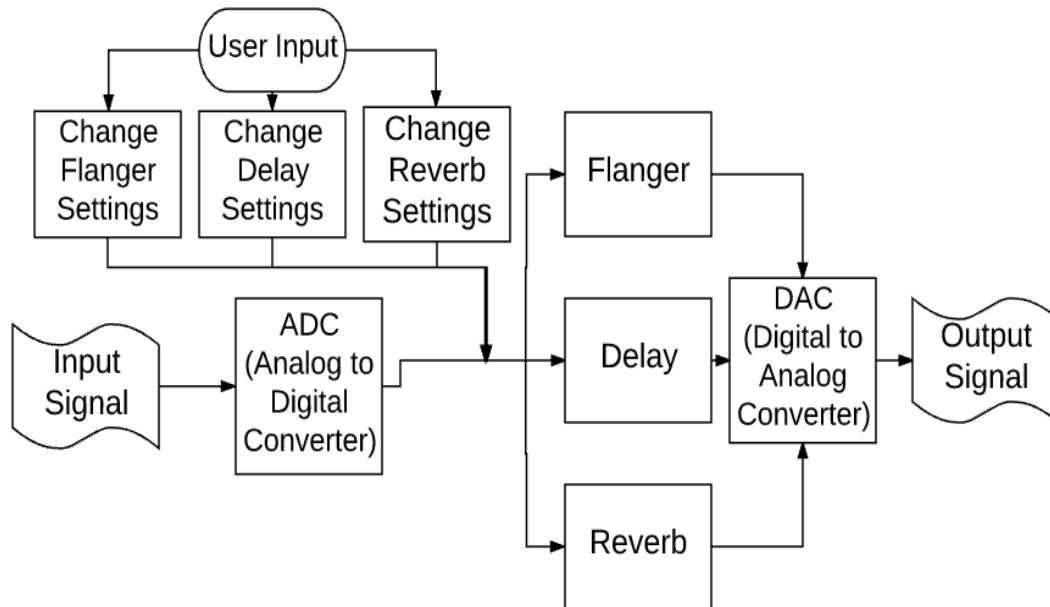 User Input
Change
Flanger
Settings
Change
Delay
Settings
Change
Reverb
Settings
Flanger
Input
Signal
ADC
(Analog to
Digital
Converter)
Delay
DAC
(Digital to
Analog
Converter)
Output
Signal
Reverb